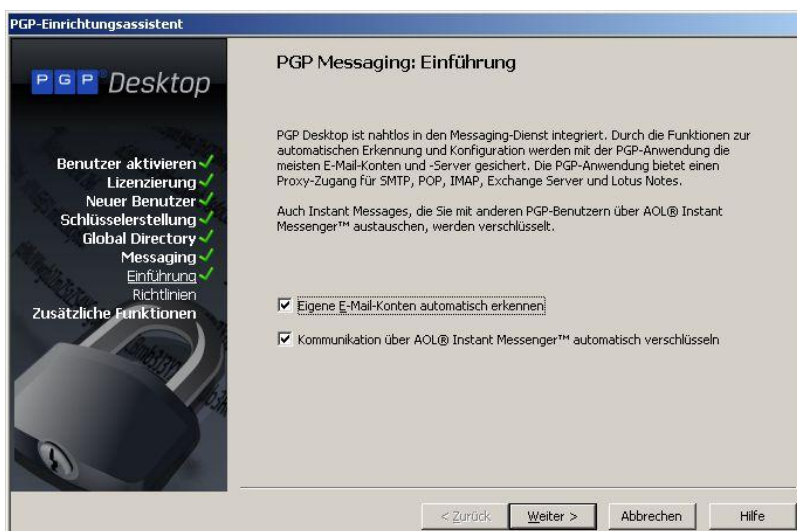 PGP-Einrichtungsassistent
PGP® Desktop
Benutzer aktivieren
Lizenzierung
Neuer Benutzer
Schlüsselerstellung
Global Directory
Messaging
Einführung
Richtlinien
Zusätzliche Funktionen
PGP Messaging: Einführung
PGP Desktop ist nahtlos in den Messaging-Dienst integriert. Durch die Funktionen zur
automatischen Erkennung und Konfiguration werden mit der PGP-Anwendung die
meisten E-Mail-Konten und -Server gesichert. Die PGP-Anwendung bietet einen
Proxy-Zugang für SMTP, POP, IMAP, Exchange Server und Lotus Notes.
Auch Instant Messages, die Sie mit anderen PGP-Benutzern über AOL® Instant
Messenger™ austauschen, werden verschlüsselt.
Eigene E-Mail-Konten automatisch erkennen
Kommunikation über AOL® Instant Messenger™ automatisch verschlüsseln
< Zurück
Weiter >
Abbrechen
Hilfe